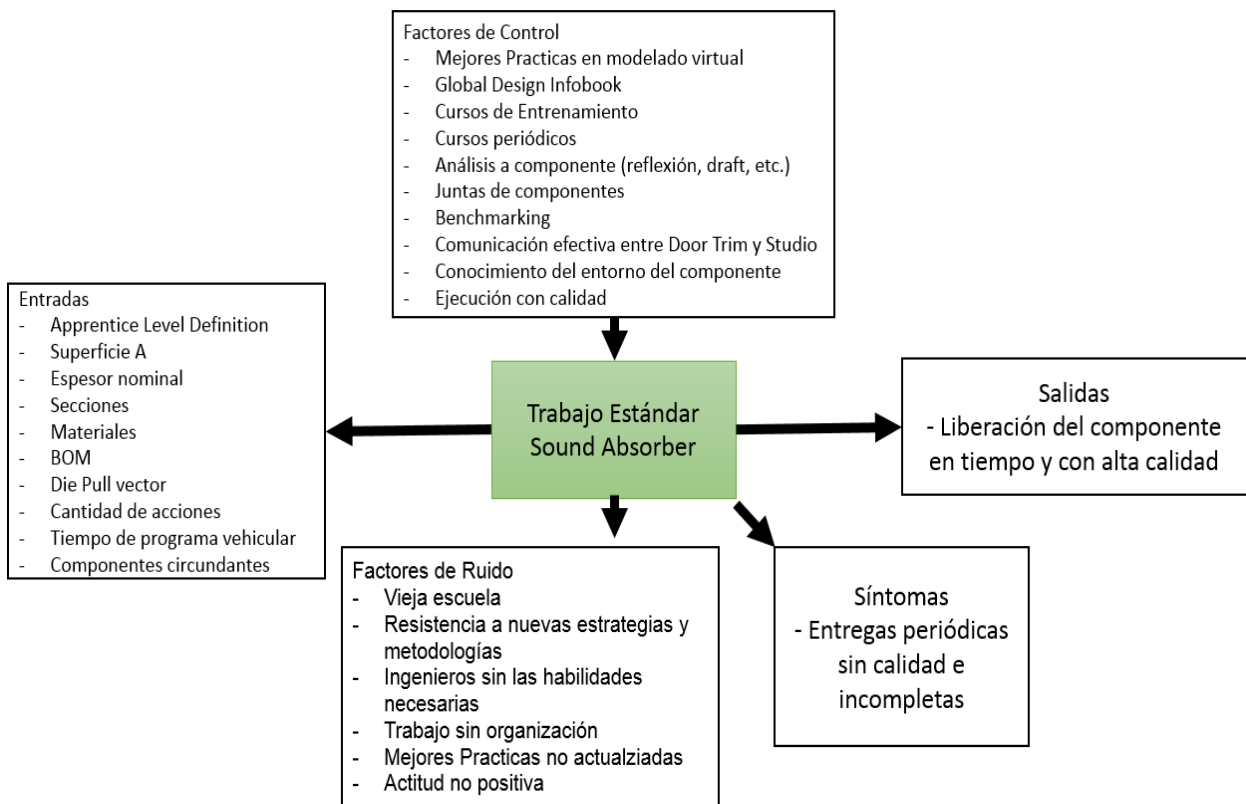 Factores de Control
- Mejores Practicas en modelado virtual
- Global Design Infobook
- Cursos de Entrenamiento
- Cursos periódicos
- Análisis a componente (reflexión, draft, etc.)
- Juntas de componentes
- Benchmarking
- Comunicación efectiva entre Door Trim y Studio
- Conocimiento del entorno del componente
- Ejecución con calidad
Entradas
- Apprentice Level Definition
- Superficie A
- Espesor nominal
- Secciones
- Materiales
- BOM
- Die Pull vector
- Cantidad de acciones
- Tiempo de programa vehicular
- Componentes circundantes
Trabajo Estándar
Sound Absorber
Salidas
- Liberación del componente
en tiempo y con alta calidad
Factores de Ruido
- Vieja escuela
- Resistencia a nuevas estrategias y
metodologías
- Ingenieros sin las habilidades
necesarias
- Trabajo sin organización
- Mejores Practicas no actualziadas
- Actitud no positiva
Síntomas
- Entregas periódicas
sin calidad e
incompletas